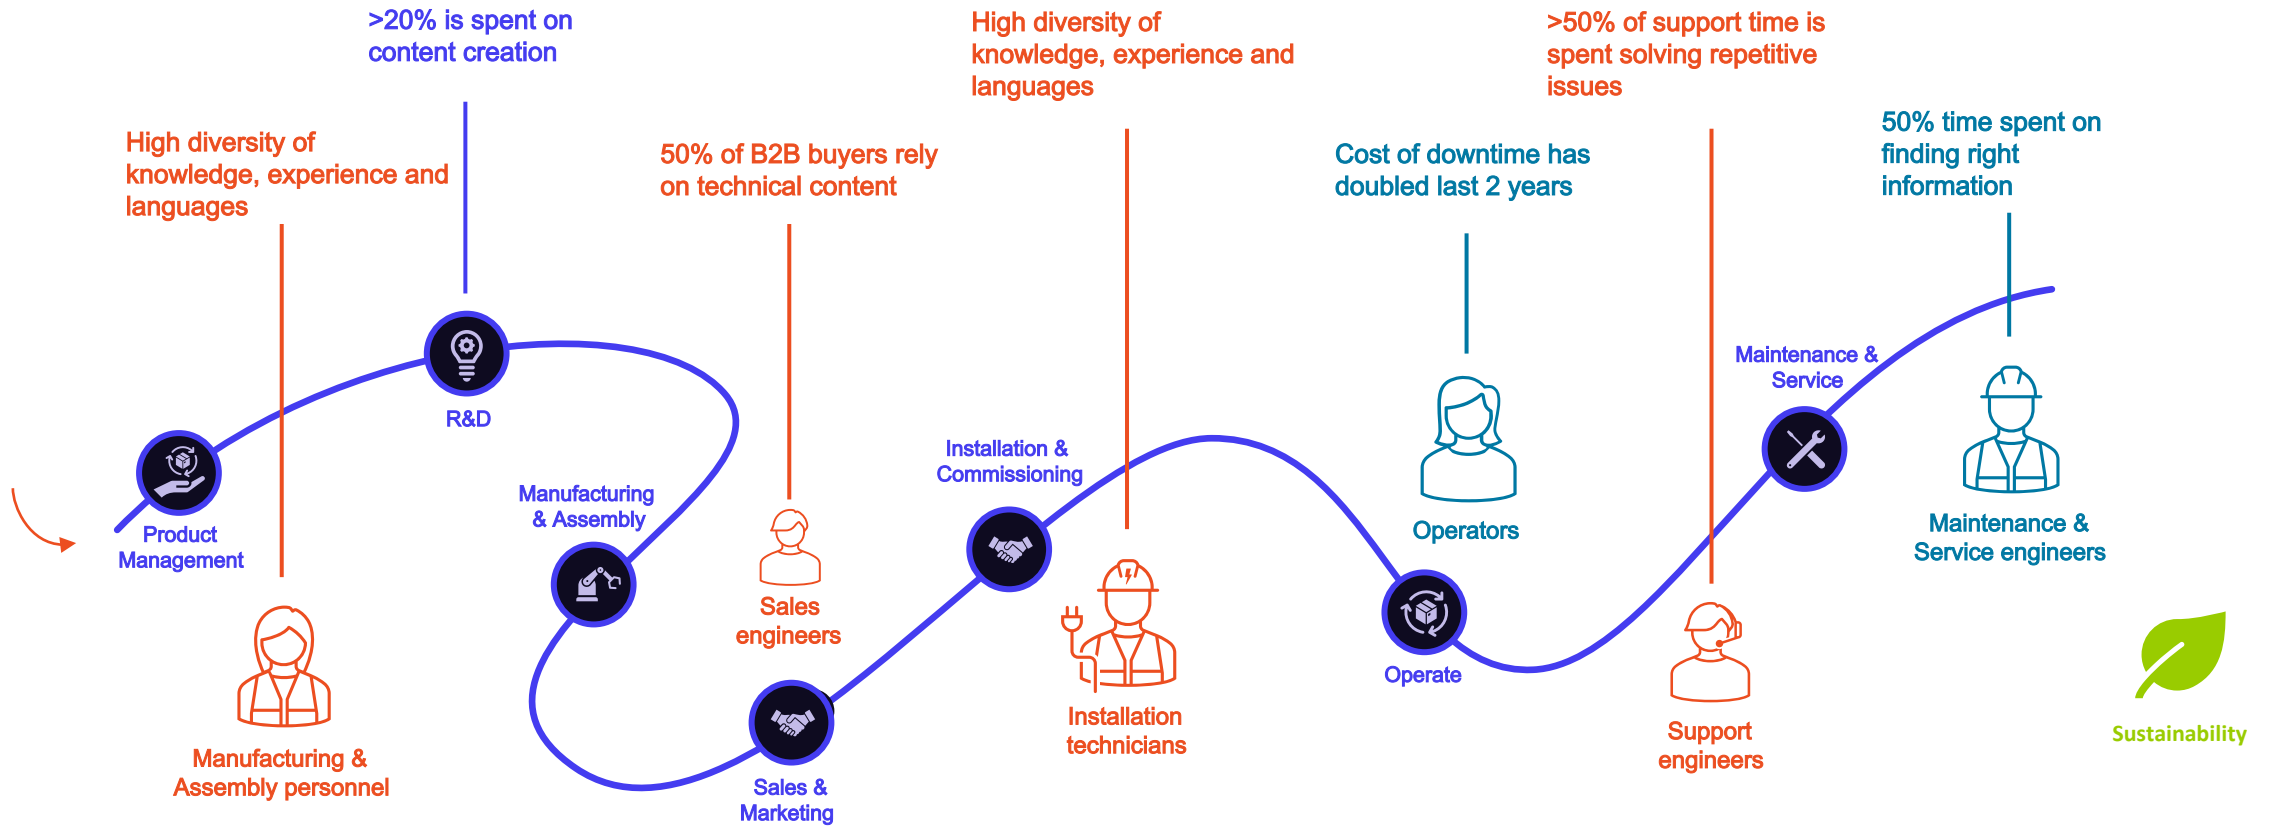 >20% is spent on
content creation
High diversity of
knowledge, experience and
languages
>50% of support time is
spent solving repetitive
issues
50% time spent on
finding right
information
High diversity of
knowledge, experience and
languages
50% of B2B buyers rely
on technical content
Cost of downtime has
doubled last 2 years
Maintenance &
Service
R&D
Installation &
Commissioning
Manufacturing
& Assembly
Operators
Maintenance &
Service engineers
Product
Management
Sales
engineers
Operate
Installation
technicians
Support
engineers
Sustainability
Manufacturing &
Assembly personnel
Sales &
Marketing